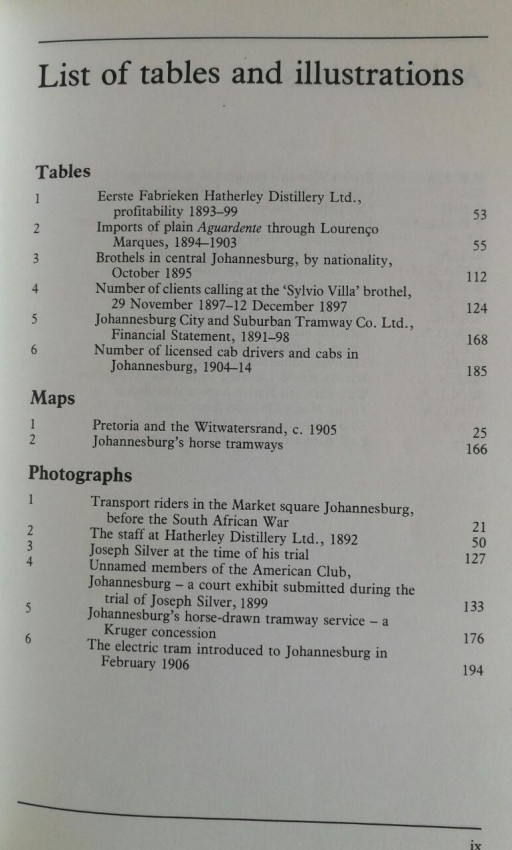 List of tables and illustrations
Tables
1 Eerste Fabrieken Hatherley Distillery Ltd.,
profitability 1893–99 53
2 Imports of plain Aguardente through Lourenço
Marques, 1894–1903 55
3 Brothels in central Johannesburg, by nationality,
October 1895 112
4 Number of clients calling at the 'Sylvio Villa' brothel,
29 November 1897–12 December 1897 124
5 Johannesburg City and Suburban Tramway Co. Ltd.,
Financial Statement, 1891–98 168
6 Number of licensed cab drivers and cabs in
Johannesburg, 1904–14 185
Maps
1 Pretoria and the Witwatersrand, c. 1905 25
2 Johannesburg's horse tramways 166
Photographs
1 Transport riders in the Market square Johannesburg,
before the South African War 21
2 The staff at Hatherley Distillery Ltd., 1892 50
3 Joseph Silver at the time of his trial 127
4 Unnamed members of the American Club,
Johannesburg – a court exhibit submitted during the
trial of Joseph Silver, 1899 133
5 Johannesburg's horse-drawn tramway service – a
Kruger concession 176
6 The electric tram introduced to Johannesburg in
February 1906 194
ix